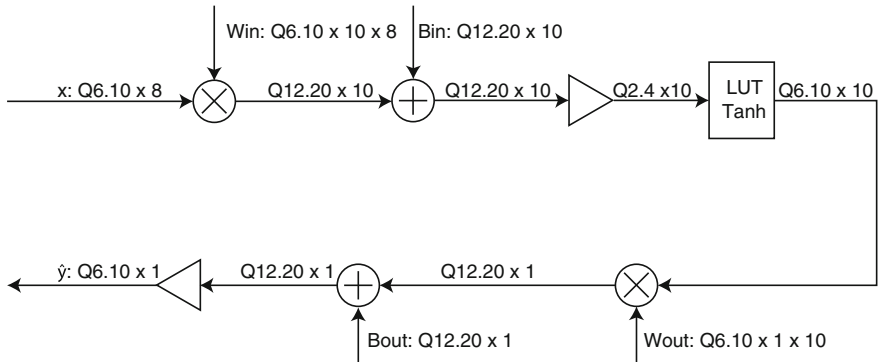 Win: Q6.10 x 10 x 8
Bin: Q12.20 x 10
x: Q6.10 x 8
Q12.20 x 10
Q12.20 x 10
Q2.4 x10
LUT
Tanh
Q6.10 x 10
ŷ: Q6.10 x 1
Q12.20 x 1
Q12.20 x 1
Bout: Q12.20 x 1
Wout: Q6.10 x 1 x 10